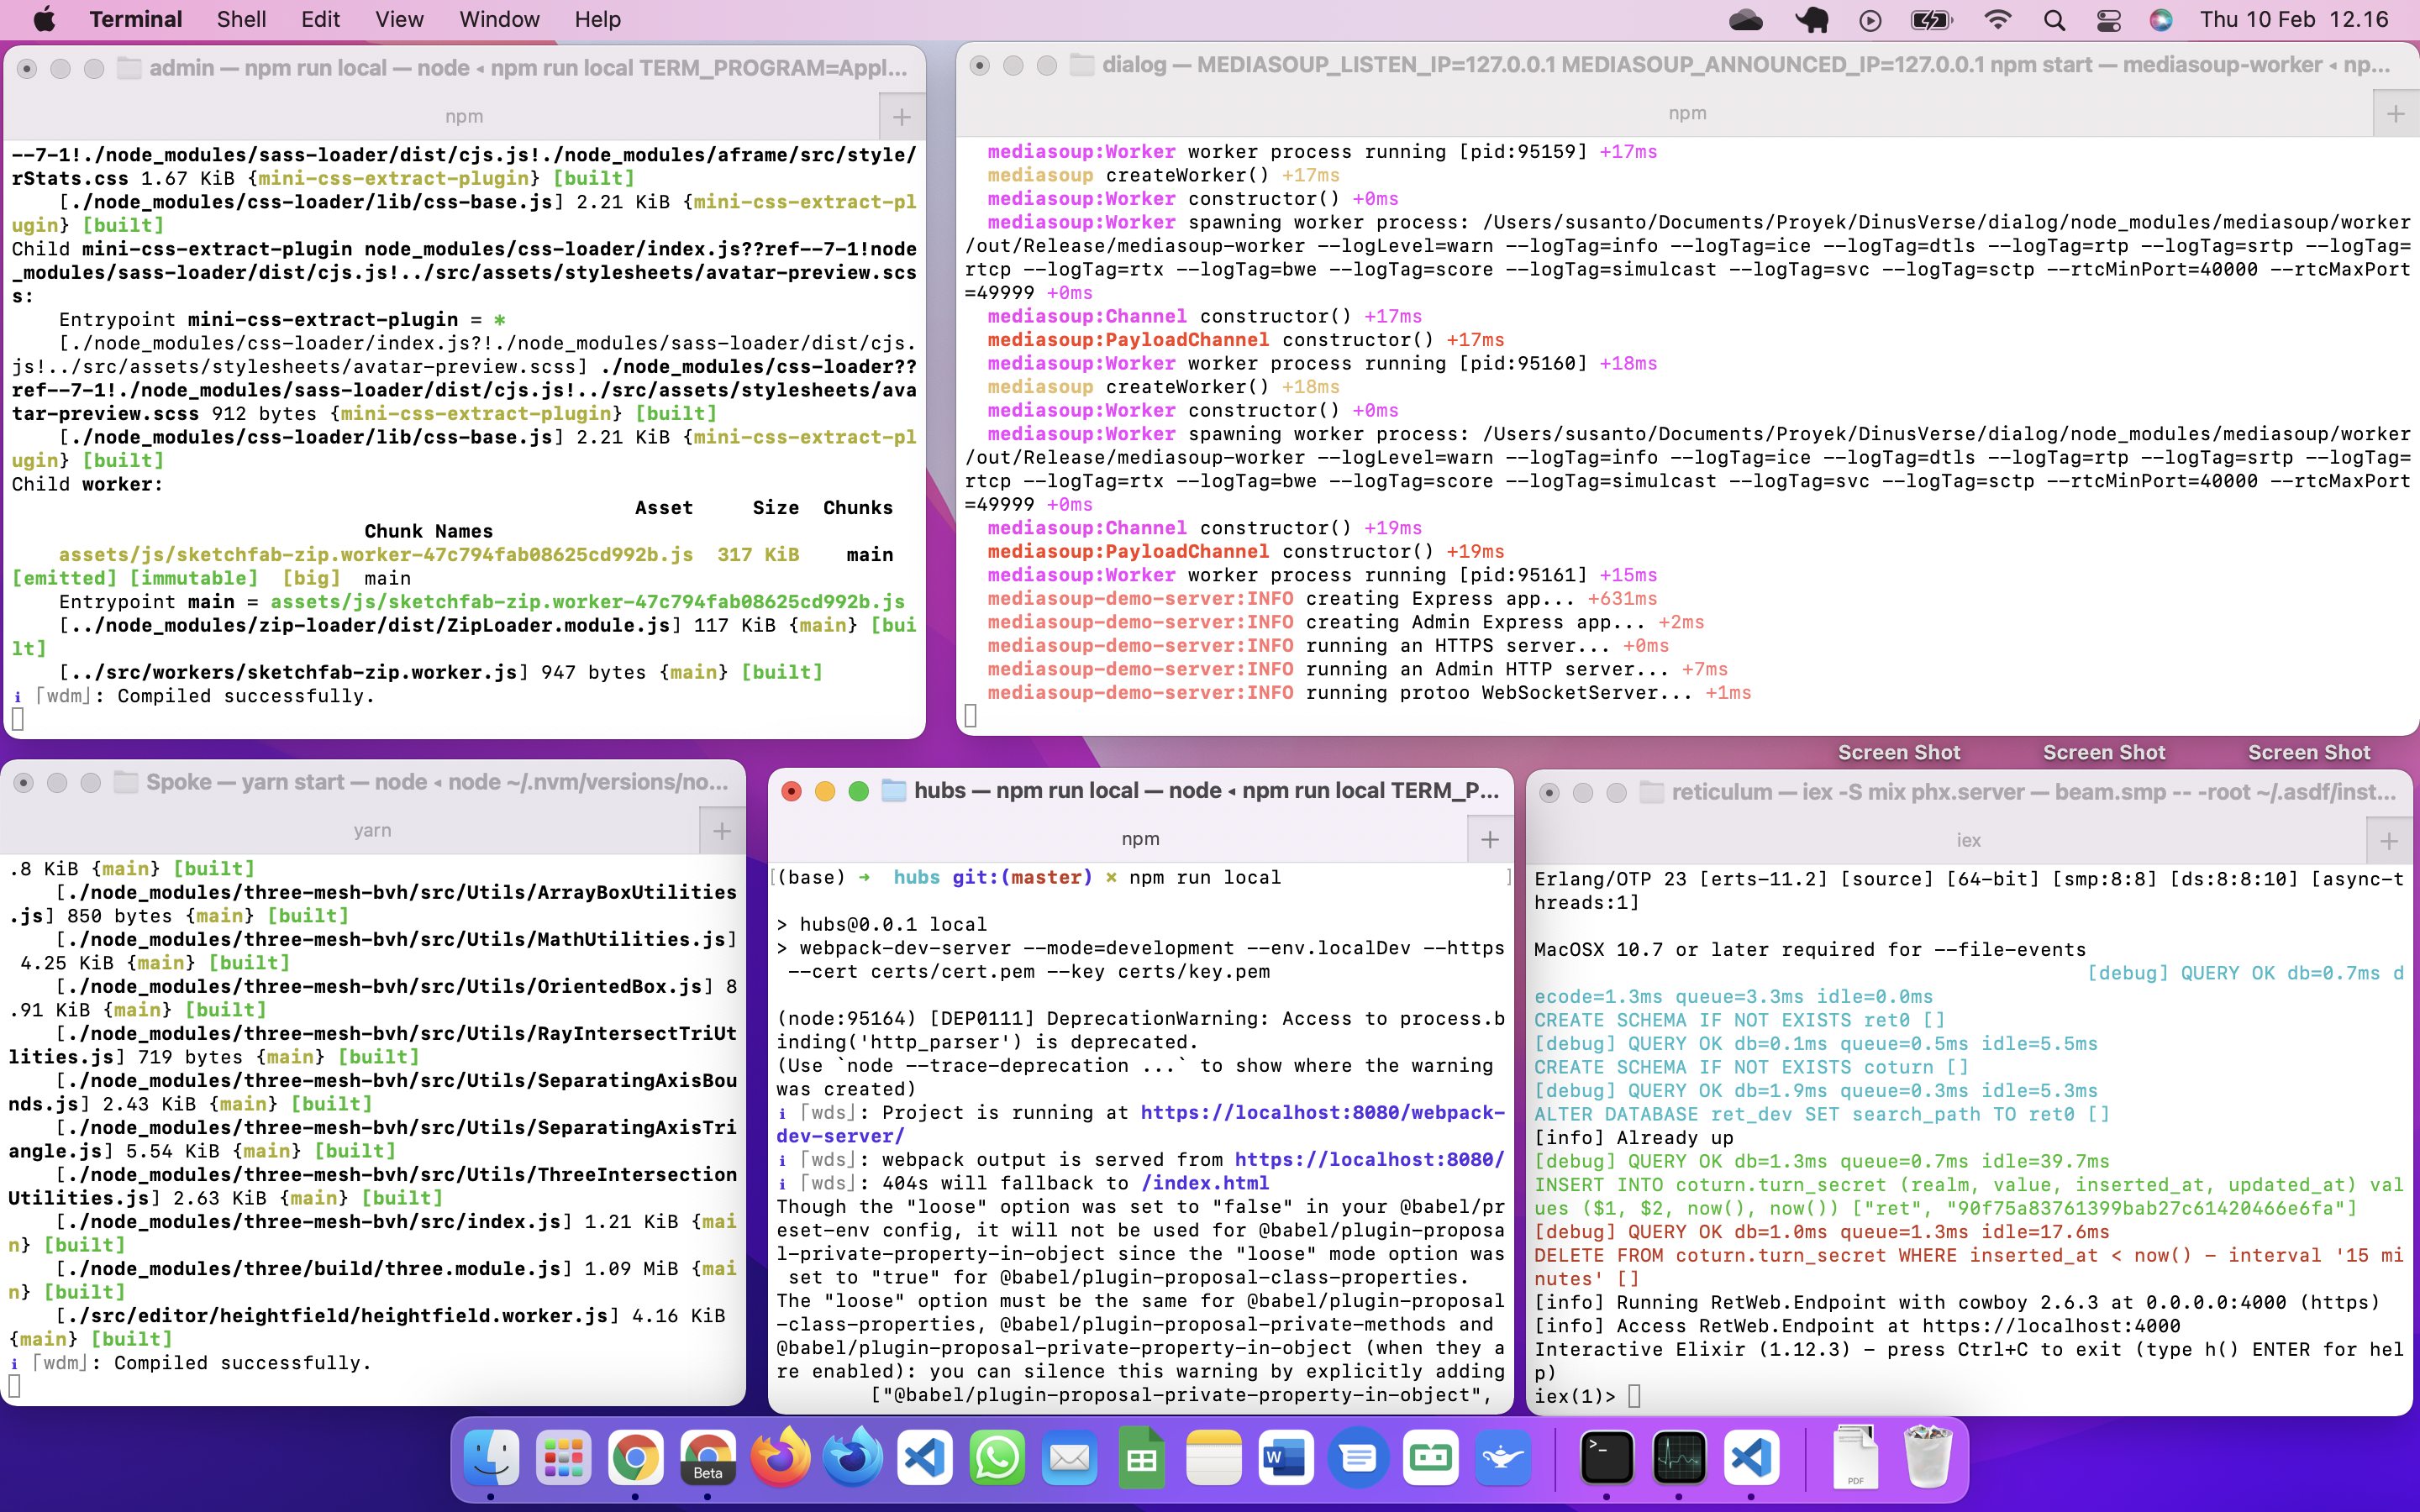 Terminal Shell Edit View Window Help
Thu 10 Feb 12.16
admin — npm run local — node ◂ npm run local TERM_PROGRAM=Appl...
npm
--7-1!./node_modules/sass-loader/dist/cjs.js!./node_modules/aframe/src/style/
rStats.css 1.67 KiB {mini-css-extract-plugin} [built]
[./node_modules/css-loader/lib/css-base.js] 2.21 KiB {mini-css-extract-pl
ugin} [built]
Child mini-css-extract-plugin node_modules/css-loader/index.js??ref--7-1!node
_modules/sass-loader/dist/cjs.js!../src/assets/stylesheets/avatar-preview.scs
s:
Entrypoint mini-css-extract-plugin = *
[./node_modules/css-loader/index.js?!./node_modules/sass-loader/dist/cjs.
js!../src/assets/stylesheets/avatar-preview.scss] ./node_modules/css-loader??
ref--7-1!./node_modules/sass-loader/dist/cjs.js!../src/assets/stylesheets/ava
tar-preview.scss 912 bytes {mini-css-extract-plugin} [built]
[./node_modules/css-loader/lib/css-base.js] 2.21 KiB {mini-css-extract-pl
ugin} [built]
Child worker:
Asset Size Chunks
Chunk Names
assets/js/sketchfab-zip.worker-47c794fab08625cd992b.js 317 KiB main
[emitted] [immutable] [big] main
Entrypoint main = assets/js/sketchfab-zip.worker-47c794fab08625cd992b.js
[../node_modules/zip-loader/dist/ZipLoader.module.js] 117 KiB {main} [bui
lt]
[../src/workers/sketchfab-zip.worker.js] 947 bytes {main} [built]
ℹ ｢wdm｣: Compiled successfully.
dialog — MEDIASOUP_LISTEN_IP=127.0.0.1 MEDIASOUP_ANNOUNCED_IP=127.0.0.1 npm start — mediasoup-worker ◂ np...
npm
mediasoup:Worker worker process running [pid:95159] +17ms
mediasoup createWorker() +17ms
mediasoup:Worker constructor() +0ms
mediasoup:Worker spawning worker process: /Users/susanto/Documents/Proyek/DinusVerse/dialog/node_modules/mediasoup/worker
/out/Release/mediasoup-worker --logLevel=warn --logTag=info --logTag=ice --logTag=dtls --logTag=rtp --logTag=srtp --logTag=
rtcp --logTag=rtx --logTag=bwe --logTag=score --logTag=simulcast --logTag=svc --logTag=sctp --rtcMinPort=40000 --rtcMaxPort
=49999 +0ms
mediasoup:Channel constructor() +17ms
mediasoup:PayloadChannel constructor() +17ms
mediasoup:Worker worker process running [pid:95160] +18ms
mediasoup createWorker() +18ms
mediasoup:Worker constructor() +0ms
mediasoup:Worker spawning worker process: /Users/susanto/Documents/Proyek/DinusVerse/dialog/node_modules/mediasoup/worker
/out/Release/mediasoup-worker --logLevel=warn --logTag=info --logTag=ice --logTag=dtls --logTag=rtp --logTag=srtp --logTag=
rtcp --logTag=rtx --logTag=bwe --logTag=score --logTag=simulcast --logTag=svc --logTag=sctp --rtcMinPort=40000 --rtcMaxPort
=49999 +0ms
mediasoup:Channel constructor() +19ms
mediasoup:PayloadChannel constructor() +19ms
mediasoup:Worker worker process running [pid:95161] +15ms
mediasoup-demo-server:INFO creating Express app... +631ms
mediasoup-demo-server:INFO creating Admin Express app... +2ms
mediasoup-demo-server:INFO running an HTTPS server... +0ms
mediasoup-demo-server:INFO running an Admin HTTP server... +7ms
mediasoup-demo-server:INFO running protoo WebSocketServer... +1ms
Screen Shot Screen Shot Screen Shot
Spoke — yarn start — node ◂ node ~/.nvm/versions/no...
yarn
.8 KiB {main} [built]
[./node_modules/three-mesh-bvh/src/Utils/ArrayBoxUtilities
.js] 850 bytes {main} [built]
[./node_modules/three-mesh-bvh/src/Utils/MathUtilities.js]
4.25 KiB {main} [built]
[./node_modules/three-mesh-bvh/src/Utils/OrientedBox.js] 8
.91 KiB {main} [built]
[./node_modules/three-mesh-bvh/src/Utils/RayIntersectTriUt
lities.js] 719 bytes {main} [built]
[./node_modules/three-mesh-bvh/src/Utils/SeparatingAxisBou
nds.js] 2.43 KiB {main} [built]
[./node_modules/three-mesh-bvh/src/Utils/SeparatingAxisTri
angle.js] 5.54 KiB {main} [built]
[./node_modules/three-mesh-bvh/src/Utils/ThreeIntersection
Utilities.js] 2.63 KiB {main} [built]
[./node_modules/three-mesh-bvh/src/index.js] 1.21 KiB {mai
n} [built]
[./node_modules/three/build/three.module.js] 1.09 MiB {mai
n} [built]
[./src/editor/heightfield/heightfield.worker.js] 4.16 KiB
{main} [built]
ℹ ｢wdm｣: Compiled successfully.
hubs — npm run local — node ◂ npm run local TERM_P...
npm
(base) ➜ hubs git:(master) ✗ npm run local
> hubs@0.0.1 local
> webpack-dev-server --mode=development --env.localDev --https
--cert certs/cert.pem --key certs/key.pem
(node:95164) [DEP0111] DeprecationWarning: Access to process.b
inding('http_parser') is deprecated.
(Use `node --trace-deprecation ...` to show where the warning
was created)
ℹ ｢wds｣: Project is running at https://localhost:8080/webpack-
dev-server/
ℹ ｢wds｣: webpack output is served from https://localhost:8080/
ℹ ｢wds｣: 404s will fallback to /index.html
Though the "loose" option was set to "false" in your @babel/pr
eset-env config, it will not be used for @babel/plugin-proposa
l-private-property-in-object since the "loose" mode option was
set to "true" for @babel/plugin-proposal-class-properties.
The "loose" option must be the same for @babel/plugin-proposal
-class-properties, @babel/plugin-proposal-private-methods and
@babel/plugin-proposal-private-property-in-object (when they a
re enabled): you can silence this warning by explicitly adding
["@babel/plugin-proposal-private-property-in-object",
reticulum — iex -S mix phx.server — beam.smp -- -root ~/.asdf/inst...
iex
Erlang/OTP 23 [erts-11.2] [source] [64-bit] [smp:8:8] [ds:8:8:10] [async-t
hreads:1]
MacOSX 10.7 or later required for --file-events
[debug] QUERY OK db=0.7ms d
ecode=1.3ms queue=3.3ms idle=0.0ms
CREATE SCHEMA IF NOT EXISTS ret0 []
[debug] QUERY OK db=0.1ms queue=0.5ms idle=5.5ms
CREATE SCHEMA IF NOT EXISTS coturn []
[debug] QUERY OK db=1.9ms queue=0.3ms idle=5.3ms
ALTER DATABASE ret_dev SET search_path TO ret0 []
[info] Already up
[debug] QUERY OK db=1.3ms queue=0.7ms idle=39.7ms
INSERT INTO coturn.turn_secret (realm, value, inserted_at, updated_at) val
ues ($1, $2, now(), now()) ["ret", "90f75a83761399bab27c61420466e6fa"]
[debug] QUERY OK db=1.0ms queue=1.3ms idle=17.6ms
DELETE FROM coturn.turn_secret WHERE inserted_at < now() - interval '15 mi
nutes' []
[info] Running RetWeb.Endpoint with cowboy 2.6.3 at 0.0.0.0:4000 (https)
[info] Access RetWeb.Endpoint at https://localhost:4000
Interactive Elixir (1.12.3) - press Ctrl+C to exit (type h() ENTER for hel
p)
iex(1)>
Beta
W
>_
PDF